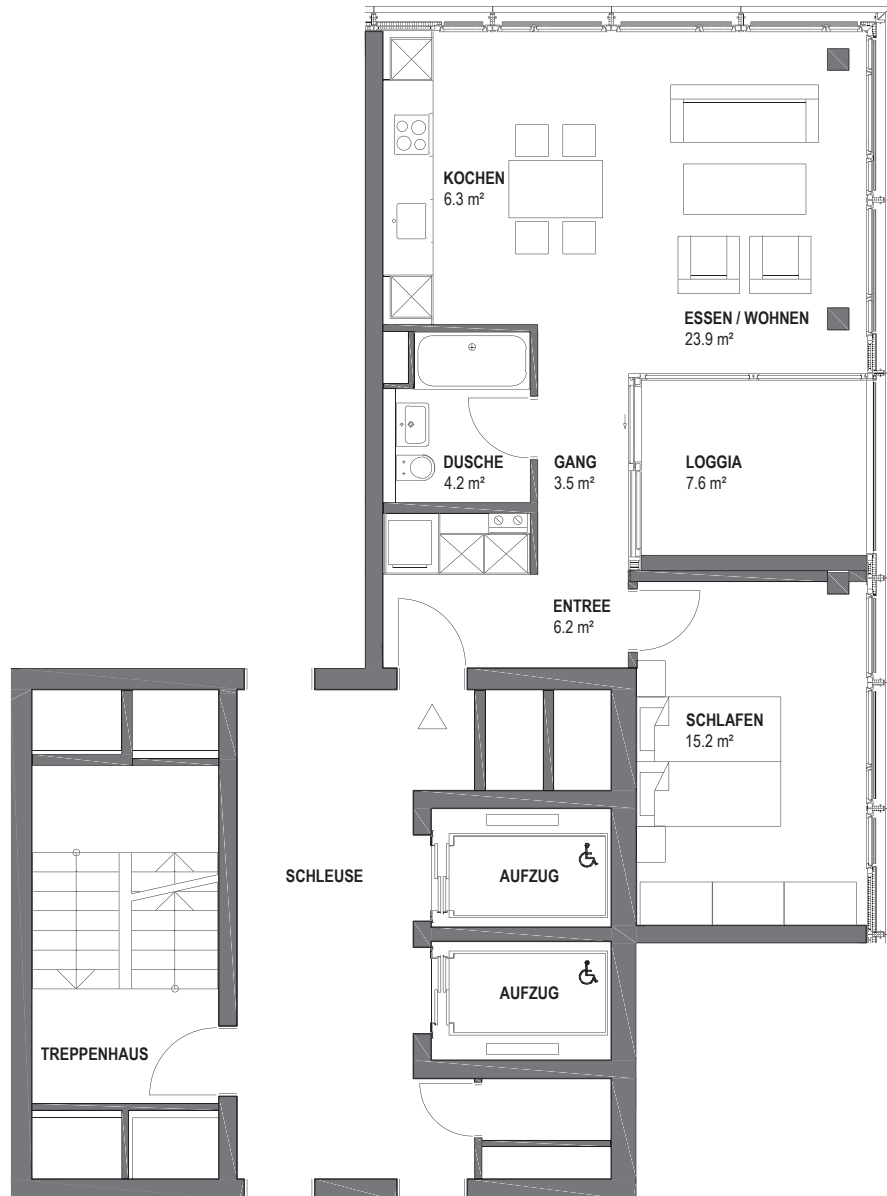 KOCHEN
6.3 m²
ESSEN / WOHNEN
23.9 m²
DUSCHE
4.2 m²
GANG
3.5 m²
LOGGIA
7.6 m²
ENTREE
6.2 m²
SCHLAFEN
15.2 m²
SCHLEUSE
AUFZUG
AUFZUG
TREPPENHAUS